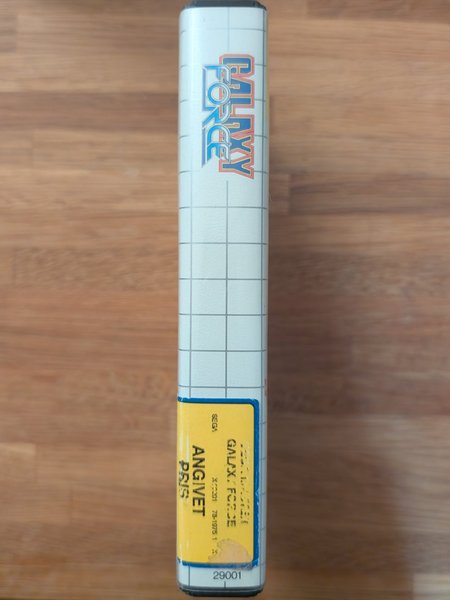 GALAXY
FORCE
GALAXY FORCE
SEGA
ANGIVET
PRIS
29001